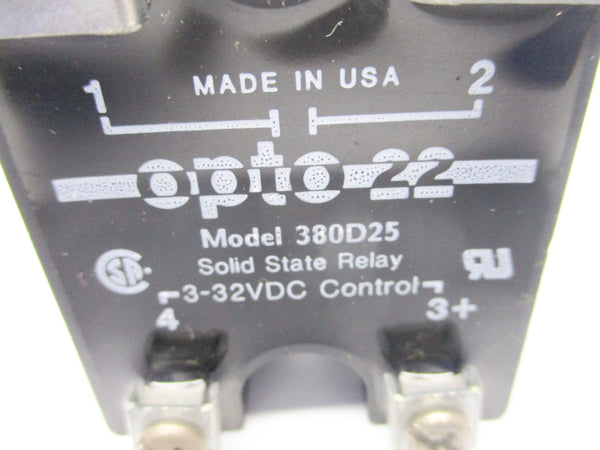 MADE IN USA
1 2
opto 22
Model 380D25
Solid State Relay
3-32VDC Control
4 3+